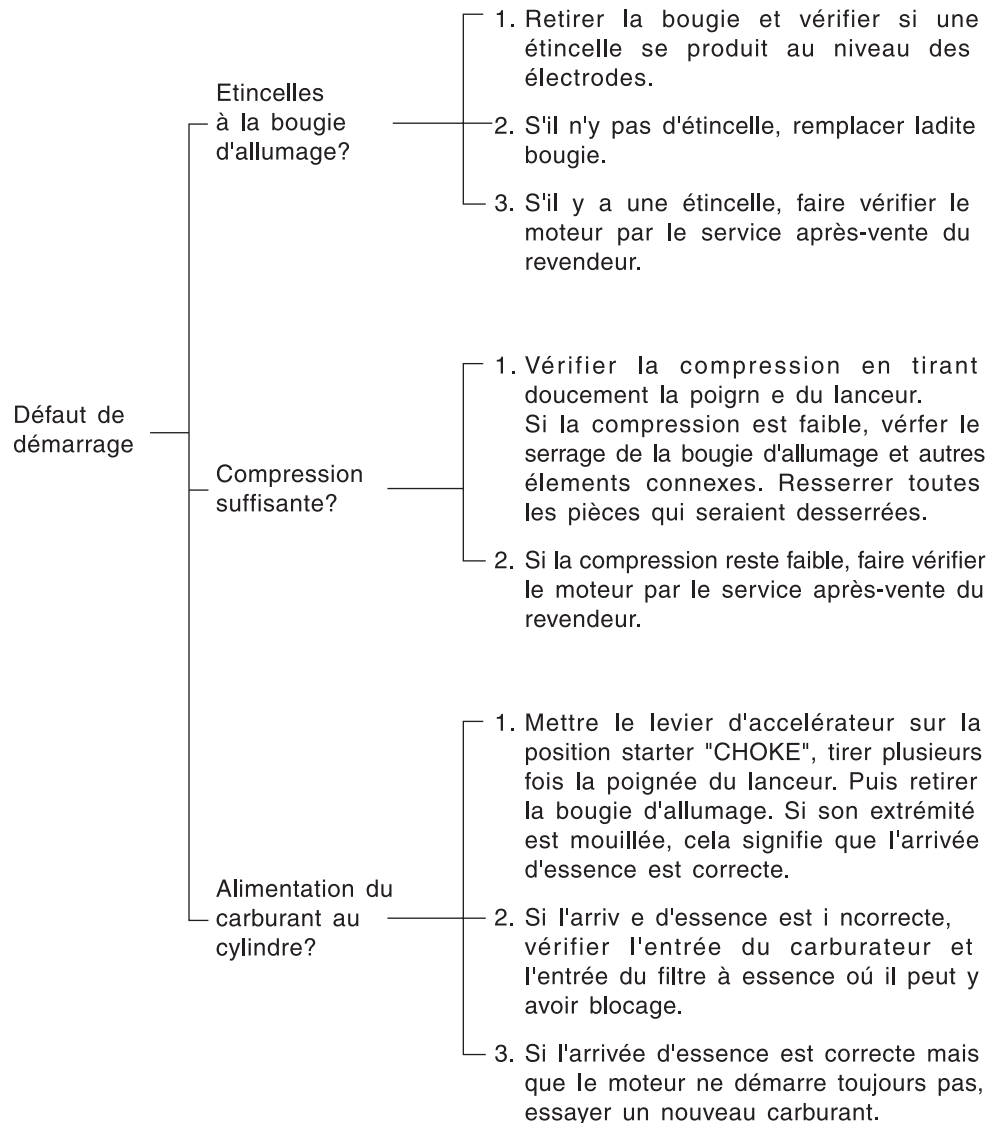 Défaut de
démarrage
Etincelles
à la bougie
d'allumage?
1. Retirer la bougie et vérifier si une
étincelle se produit au niveau des
électrodes.
2. S'il n'y pas d'étincelle, remplacer ladite
bougie.
3. S'il y a une étincelle, faire vérifier le
moteur par le service après-vente du
revendeur.
Compression
suffisante?
1. Vérifier la compression en tirant
doucement la poigrn e du lanceur.
Si la compression est faible, vérfer le
serrage de la bougie d'allumage et autres
élements connexes. Resserrer toutes
les pièces qui seraient desserrées.
2. Si la compression reste faible, faire vérifier
le moteur par le service après-vente du
revendeur.
Alimentation du
carburant au
cylindre?
1. Mettre le levier d'accelérateur sur la
position starter "CHOKE", tirer plusieurs
fois la poignée du lanceur. Puis retirer
la bougie d'allumage. Si son extrémité
est mouillée, cela signifie que l'arrivée
d'essence est correcte.
2. Si l'arriv e d'essence est i ncorrecte,
vérifier l'entrée du carburateur et
l'entrée du filtre à essence oú il peut y
avoir blocage.
3. Si l'arrivée d'essence est correcte mais
que le moteur ne démarre toujours pas,
essayer un nouveau carburant.